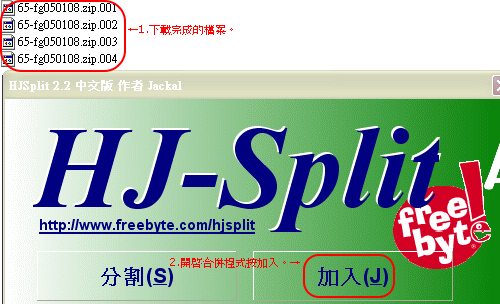 65-fg050108.zip.001
65-fg050108.zip.002
←1.下載完成的檔案。
65-fg050108.zip.003
65-fg050108.zip.004
HJSplit 2.2 中文版 作者 Jackal
HJ-Split
http://www.freebyte.com/hjsplit
free
byte!
2.開啟合併程式按加入。→
分割(S)
加入(J)